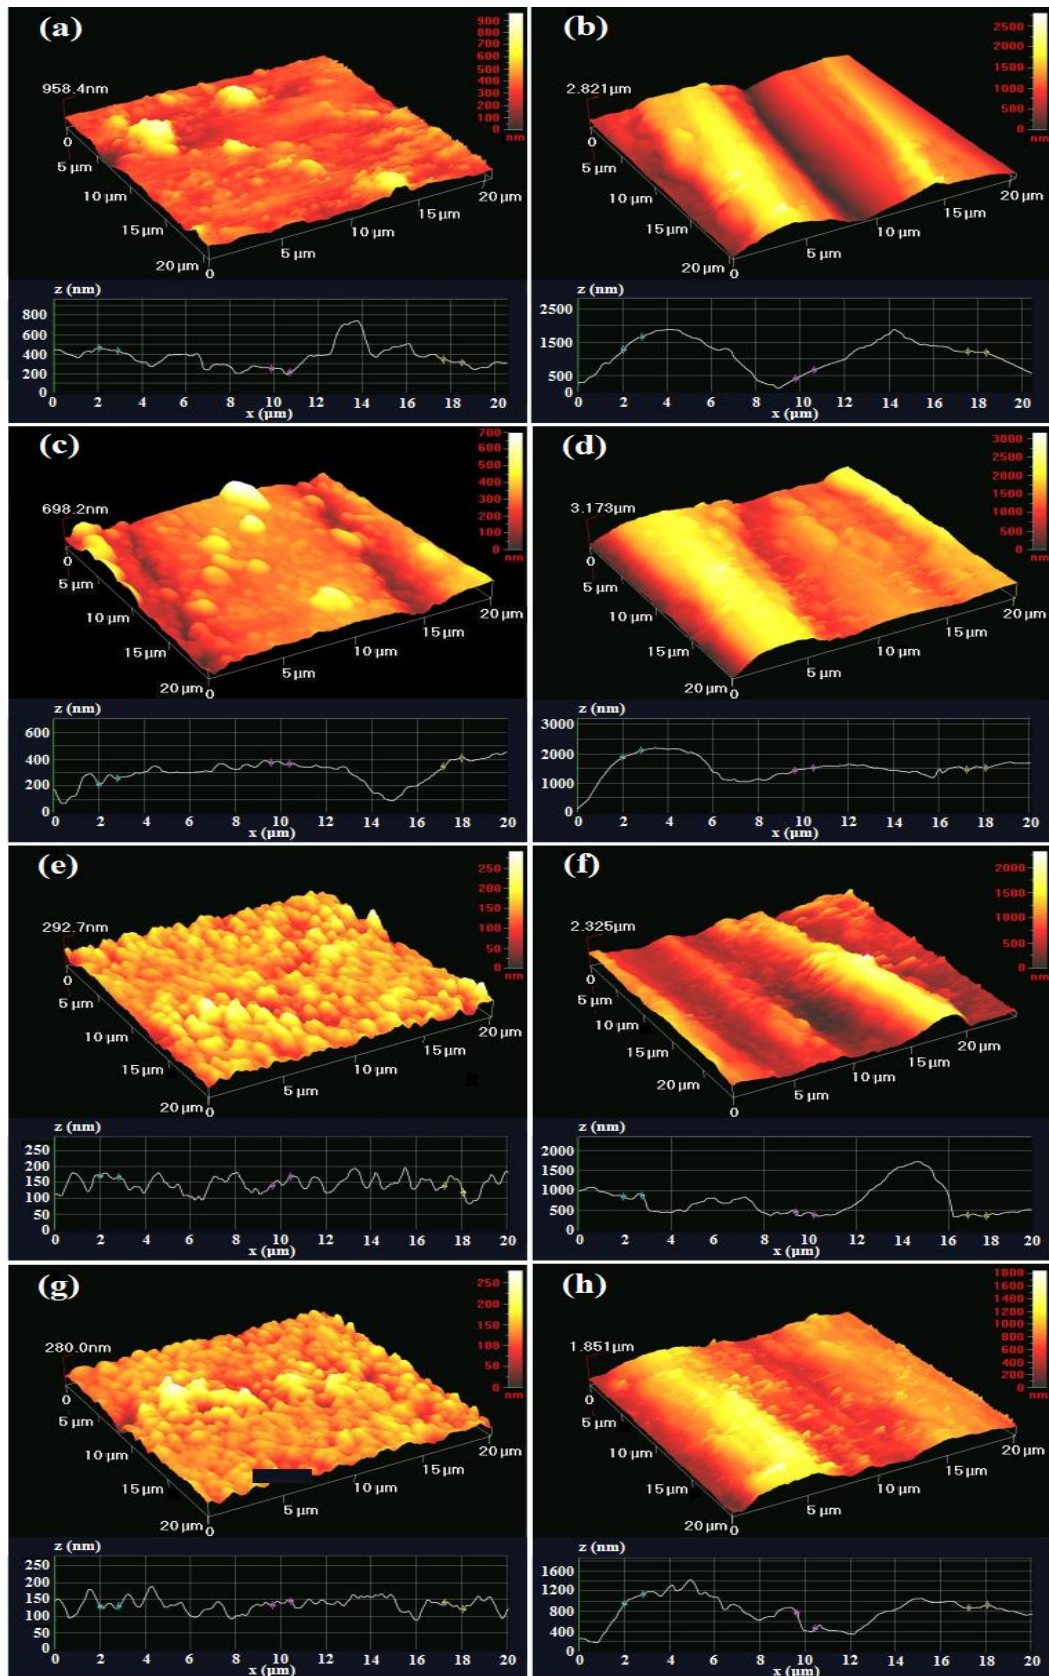 (a)
900
800
700
600
500
400
300
200
100
0
nm
958.4nm
0
5 µm
10 µm
15 µm
20 µm
0
5 µm
10 µm
15 µm
20 µm
z (nm)
800
600
400
200
0
0 2 4 6 8 10 12 14 16 18 20
x (µm)
(b)
2500
2000
1500
1000
500
0
nm
2.821µm
0
5 µm
10 µm
15 µm
20 µm
0
5 µm
10 µm
15 µm
20 µm
z (nm)
2500
1500
500
0
0 2 4 6 8 10 12 14 16 18 20
x (µm)
(c)
700
600
500
400
300
200
100
0
nm
698.2nm
0
5 µm
10 µm
15 µm
20 µm
0
5 µm
10 µm
15 µm
20 µm
z (nm)
600
400
200
0
0 2 4 6 8 10 12 14 16 18 20
x (µm)
(d)
3000
2500
2000
1500
1000
500
0
nm
3.173µm
0
5 µm
10 µm
15 µm
20 µm
0
5 µm
10 µm
15 µm
20 µm
z (nm)
3000
2000
1000
0
0 2 4 6 8 10 12 14 16 18 20
x (µm)
(e)
250
200
150
100
50
0
nm
292.7nm
0
5 µm
10 µm
15 µm
20 µm
0
5 µm
10 µm
15 µm
20 µm
z (nm)
250
200
150
100
50
0
0 2 4 6 8 10 12 14 16 18 20
x (µm)
(f)
2000
1500
1000
500
0
nm
2.325µm
0
5 µm
10 µm
15 µm
20 µm
0
5 µm
10 µm
15 µm
20 µm
z (nm)
2000
1500
1000
500
0
0 2 4 6 8 10 12 14 16 18 20
x (µm)
(g)
250
200
150
100
50
0
nm
280.0nm
0
5 µm
10 µm
15 µm
20 µm
0
5 µm
10 µm
15 µm
20 µm
z (nm)
250
200
150
100
50
0
0 2 4 6 8 10 12 14 16 18 20
x (µm)
(h)
1800
1600
1400
1200
1000
800
600
400
200
0
nm
1.851µm
0
5 µm
10 µm
15 µm
20 µm
0
5 µm
10 µm
15 µm
20 µm
z (nm)
1600
1200
800
400
0
0 2 4 6 8 10 12 14 16 18 20
x (µm)